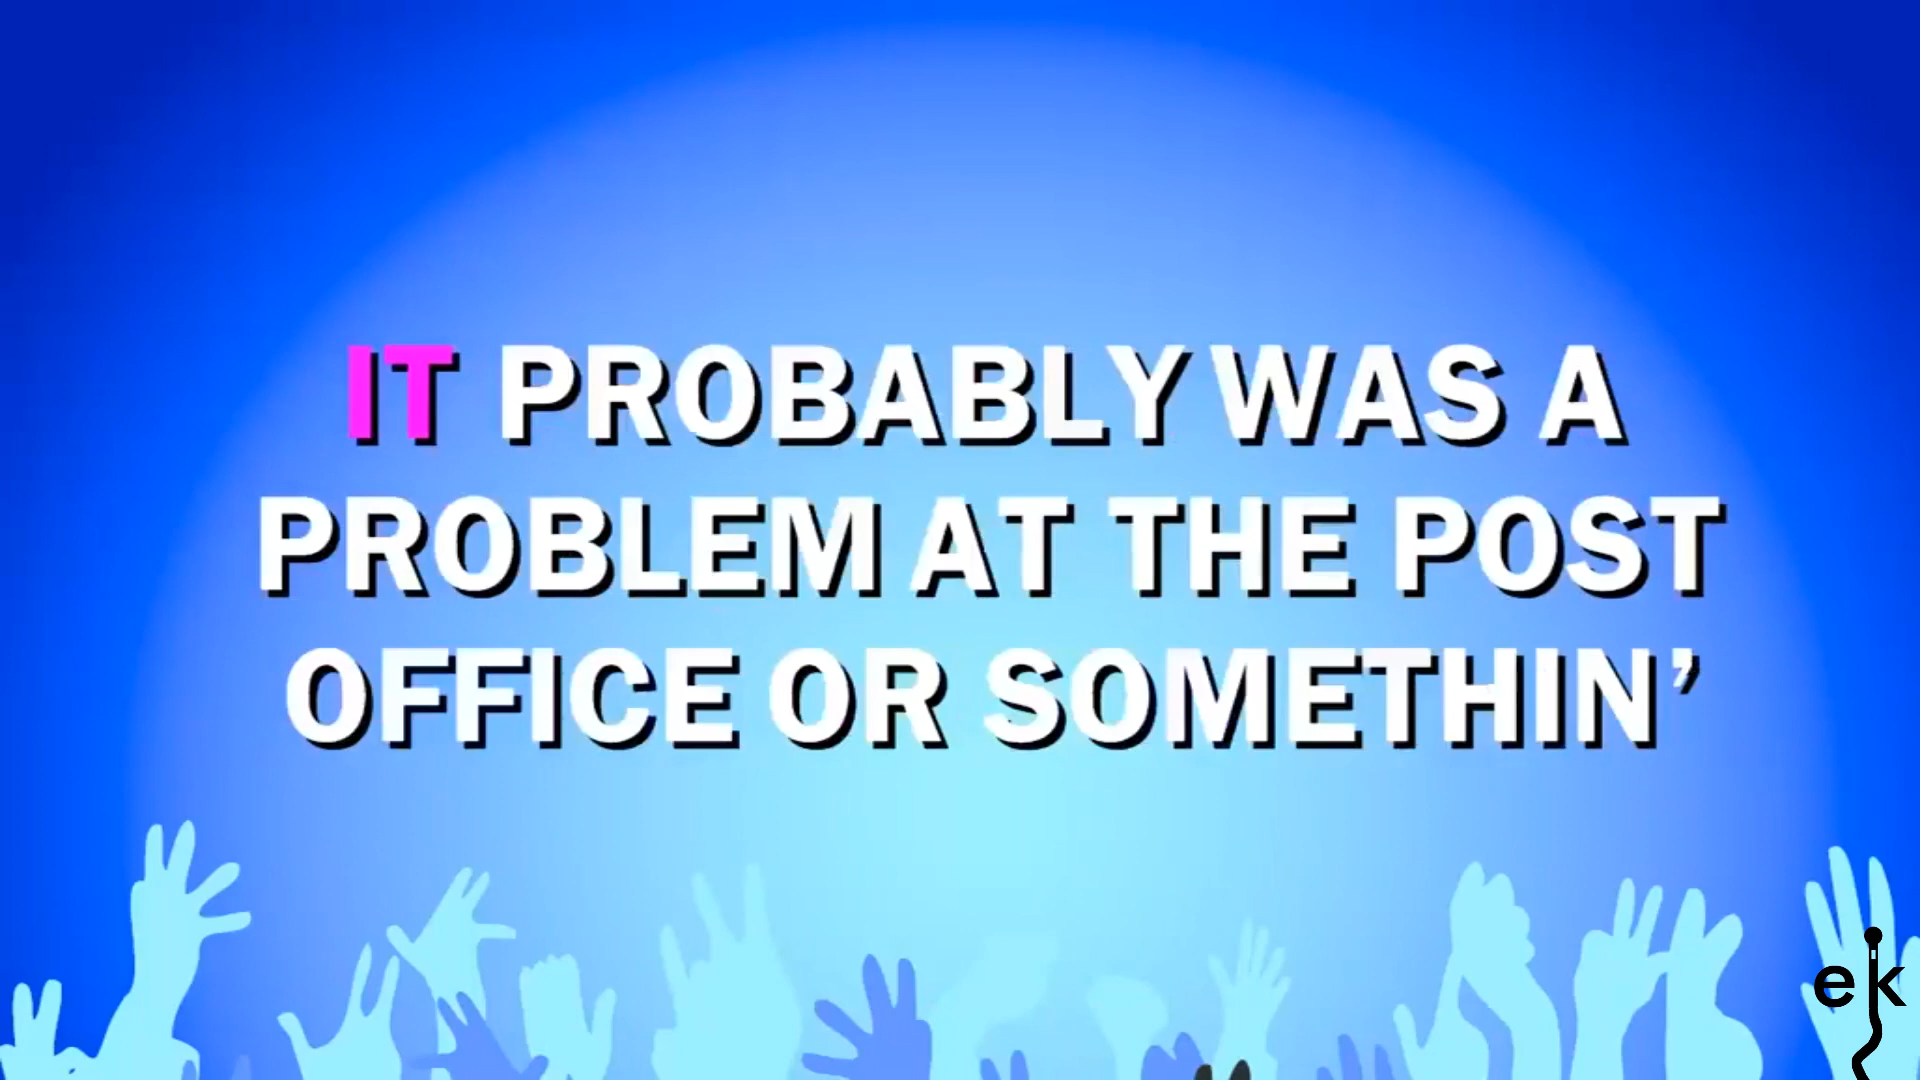 IT PROBABLY WAS A
PROBLEM AT THE POST
OFFICE OR SOMETHIN’
ek